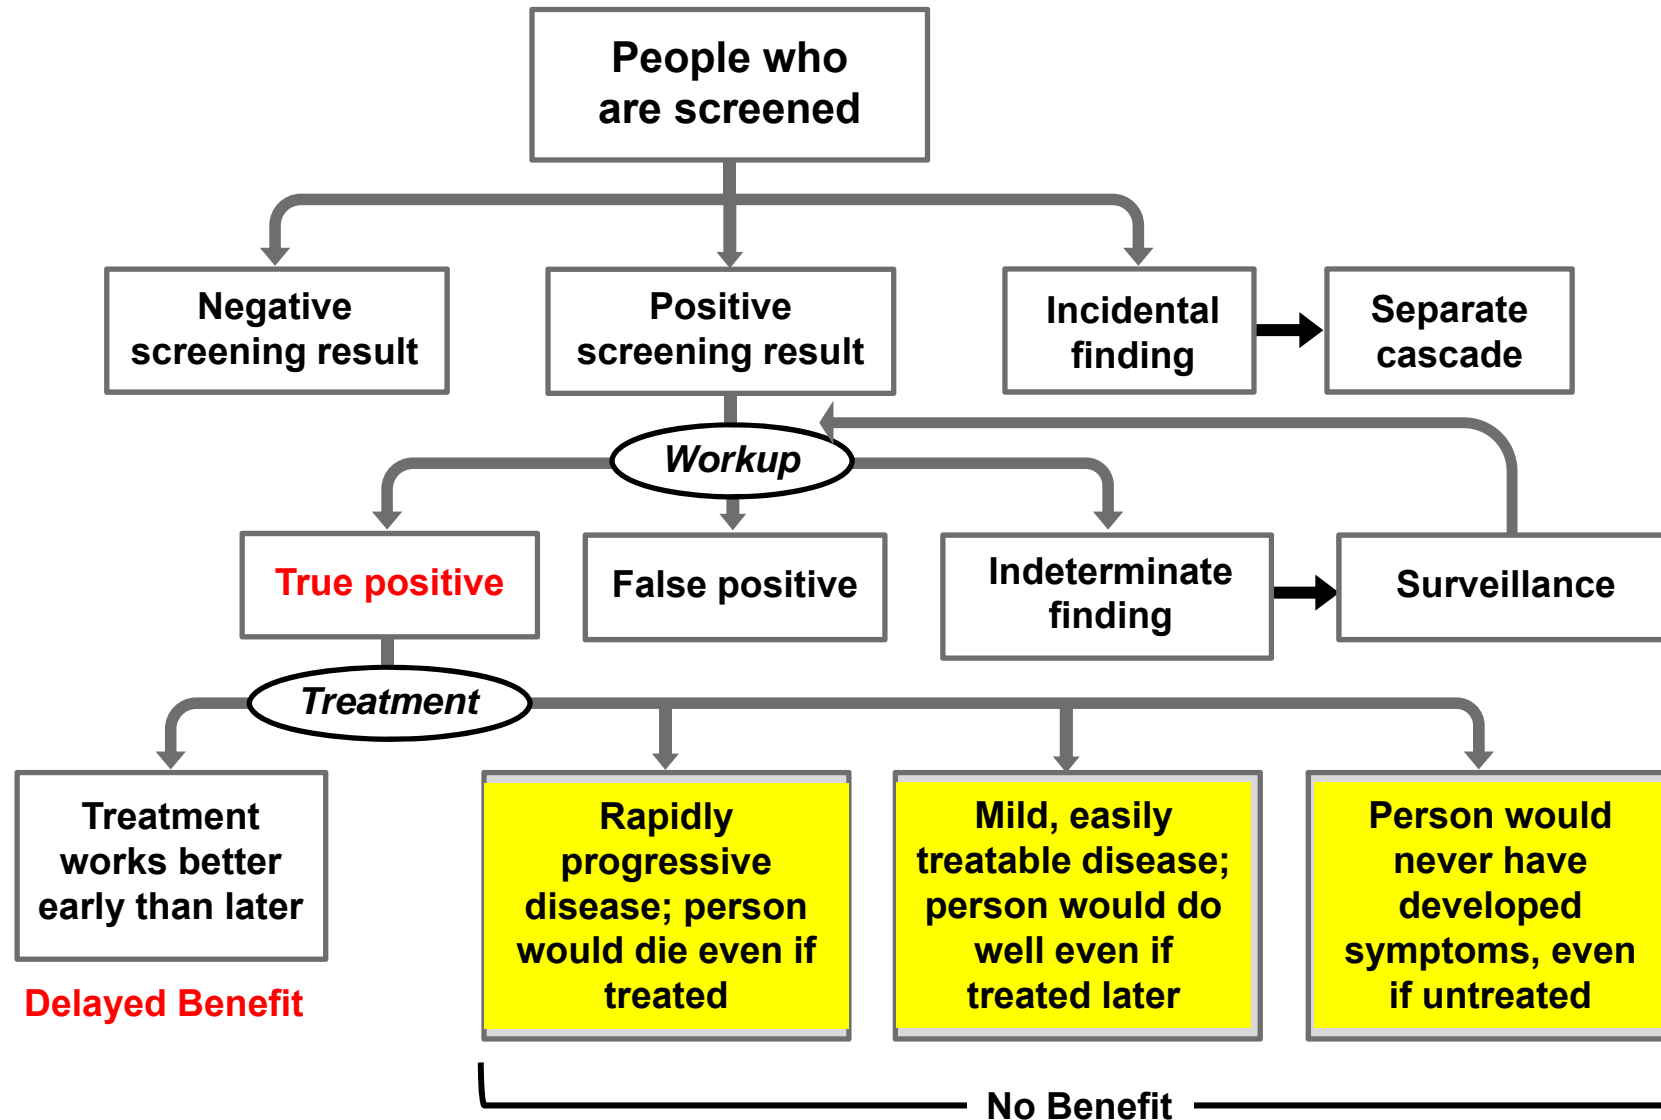 People who
are screened
Negative
screening result
Positive
screening result
Incidental
finding
Separate
cascade
Workup
True positive
False positive
Indeterminate
finding
Surveillance
Treatment
Treatment
works better
early than later
Rapidly
progressive
disease; person
would die even if
treated
Mild, easily
treatable disease;
person would do
well even if
treated later
Person would
never have
developed
symptoms, even
if untreated
Delayed Benefit
No Benefit